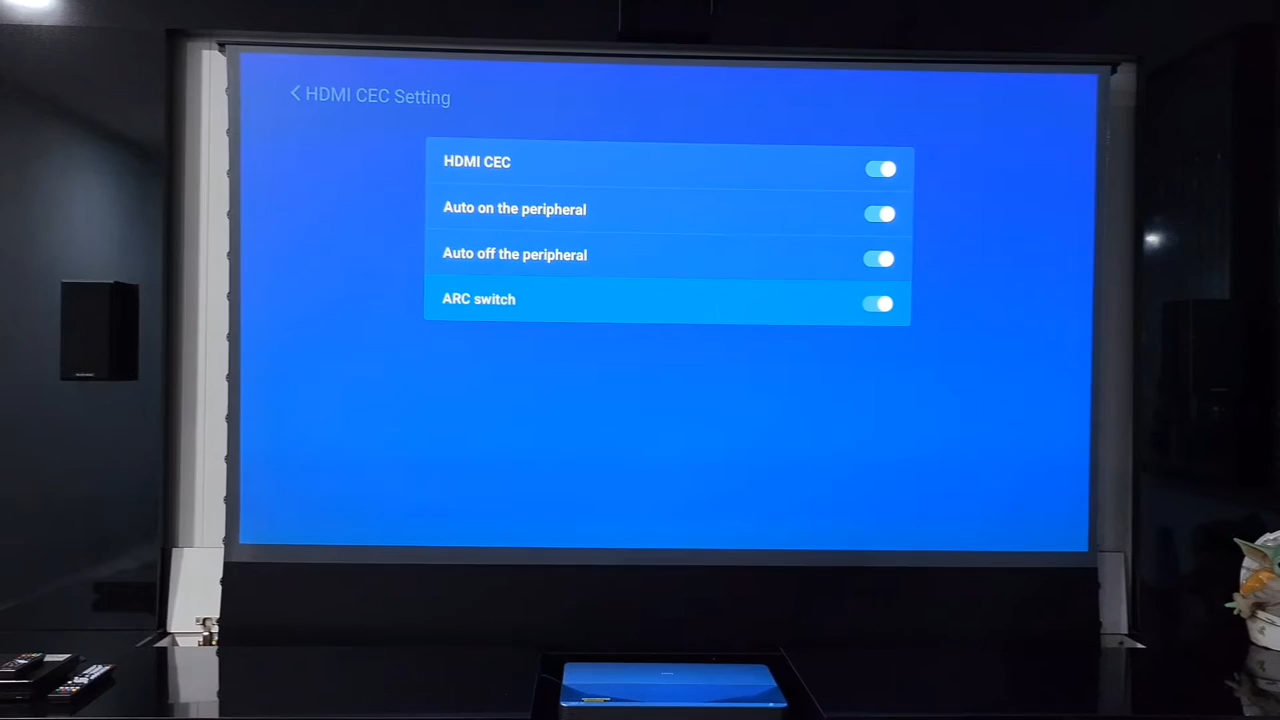 HDMI CEC Setting
HDMI CEC
Auto on the peripheral
Auto off the peripheral
ARC switch